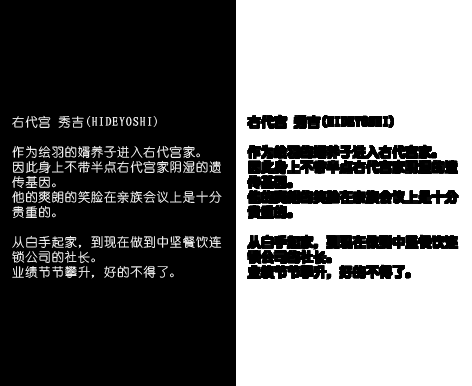 右代宫 秀吉(HIDEYOSHI)
作为绘羽的婿养子进入右代宫家。
因此身上不带半点右代宫家阴湿的遗
传基因。
他的爽朗的笑脸在亲族会议上是十分
贵重的。
从白手起家，到现在做到中坚餐饮连
锁公司的社长。
业绩节节攀升，好的不得了。
右代宫 秀吉(HIDEYOSHI)
作为绘羽的婿养子进入右代宫家。
因此身上不带半点右代宫家阴湿的遗
传基因。
他的爽朗的笑脸在亲族会议上是十分
贵重的。
从白手起家，到现在做到中坚餐饮连
锁公司的社长。
业绩节节攀升，好的不得了。